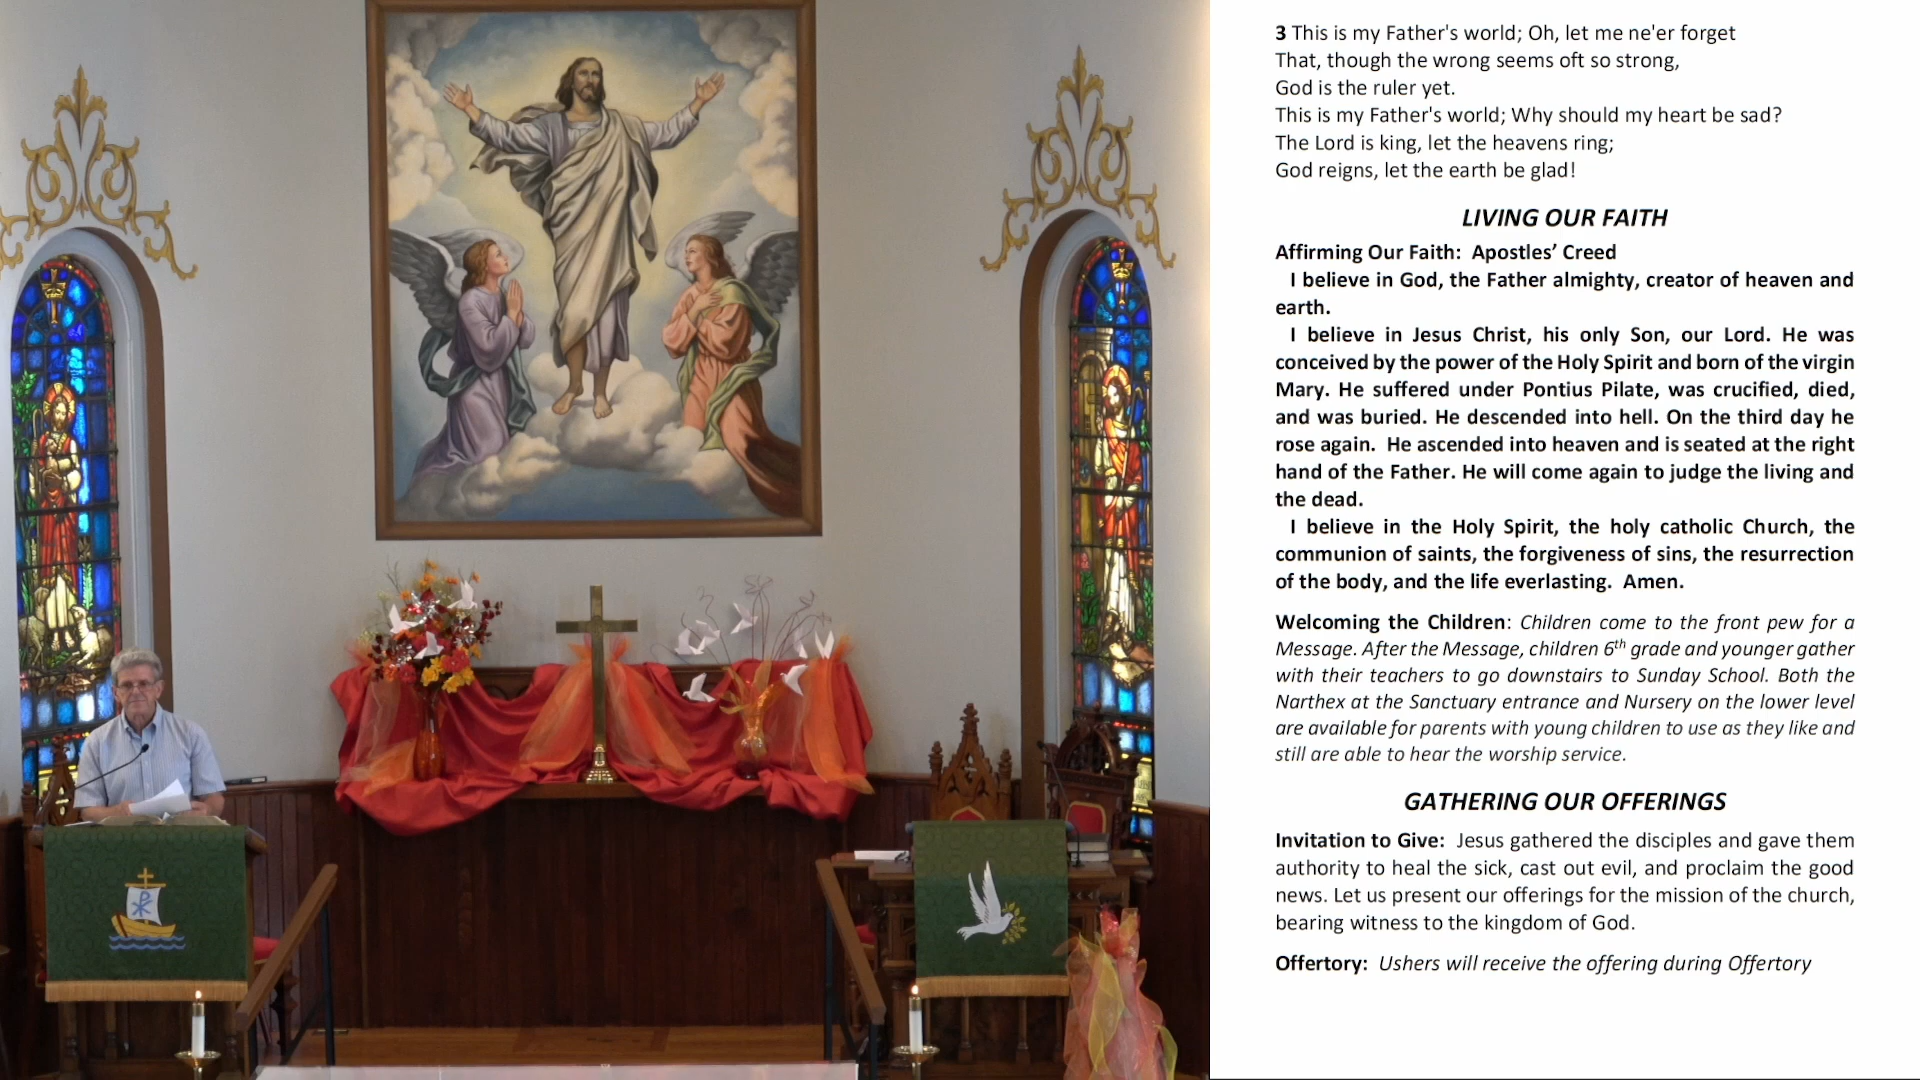 3 This is my Father's world; Oh, let me ne'er forget
That, though the wrong seems oft so strong,
God is the ruler yet.
This is my Father's world; Why should my heart be sad?
The Lord is king, let the heavens ring;
God reigns, let the earth be glad!
LIVING OUR FAITH
Affirming Our Faith:  Apostles’ Creed
I believe in God, the Father almighty, creator of heaven and
earth.
I believe in Jesus Christ, his only Son, our Lord. He was
conceived by the power of the Holy Spirit and born of the virgin
Mary. He suffered under Pontius Pilate, was crucified, died,
and was buried. He descended into hell. On the third day he
rose again.  He ascended into heaven and is seated at the right
hand of the Father. He will come again to judge the living and
the dead.
I believe in the Holy Spirit, the holy catholic Church, the
communion of saints, the forgiveness of sins, the resurrection
of the body, and the life everlasting.  Amen.
Welcoming the Children: Children come to the front pew for a
Message. After the Message, children 6th grade and younger gather
with their teachers to go downstairs to Sunday School. Both the
Narthex at the Sanctuary entrance and Nursery on the lower level
are available for parents with young children to use as they like and
still are able to hear the worship service.
GATHERING OUR OFFERINGS
Invitation to Give:  Jesus gathered the disciples and gave them
authority to heal the sick, cast out evil, and proclaim the good
news. Let us present our offerings for the mission of the church,
bearing witness to the kingdom of God.
Offertory:  Ushers will receive the offering during Offertory